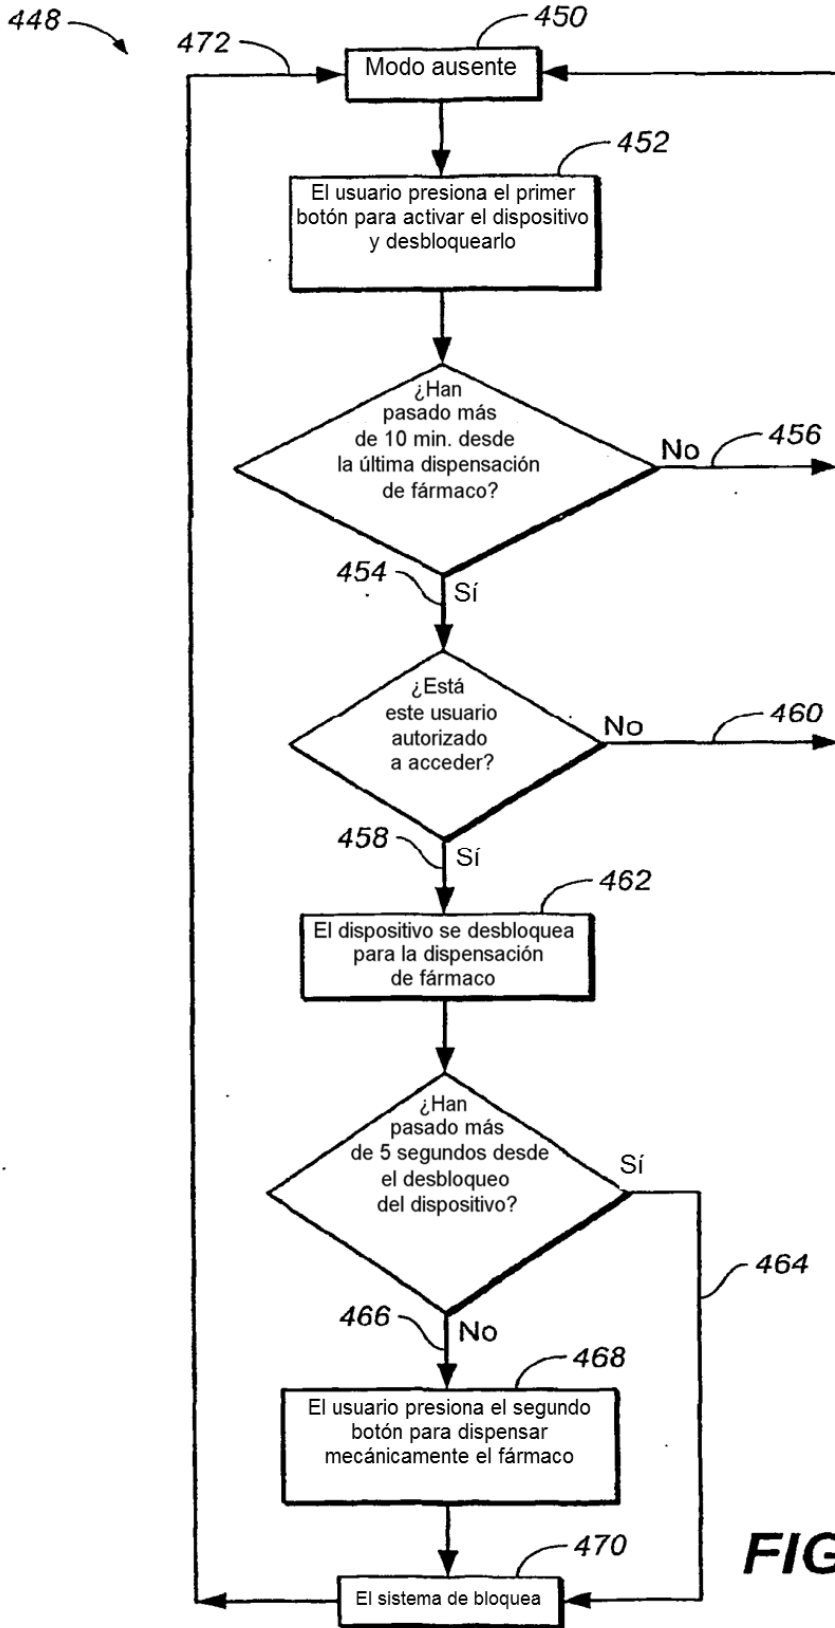 448
472
450
Modo ausente
452
El usuario presiona el primer
botón para activar el dispositivo
y desbloquearlo
¿Han
pasado más
de 10 min. desde
la última dispensación
de fármaco?
No
456
454
Sí
¿Está
este usuario
autorizado
a acceder?
No
460
458
Sí
462
El dispositivo se desbloquea
para la dispensación
de fármaco
¿Han
pasado más
de 5 segundos desde
el desbloqueo
del dispositivo?
Sí
464
466
No
468
El usuario presiona el segundo
botón para dispensar
mecánicamente el fármaco
470
El sistema de bloquea
FIG